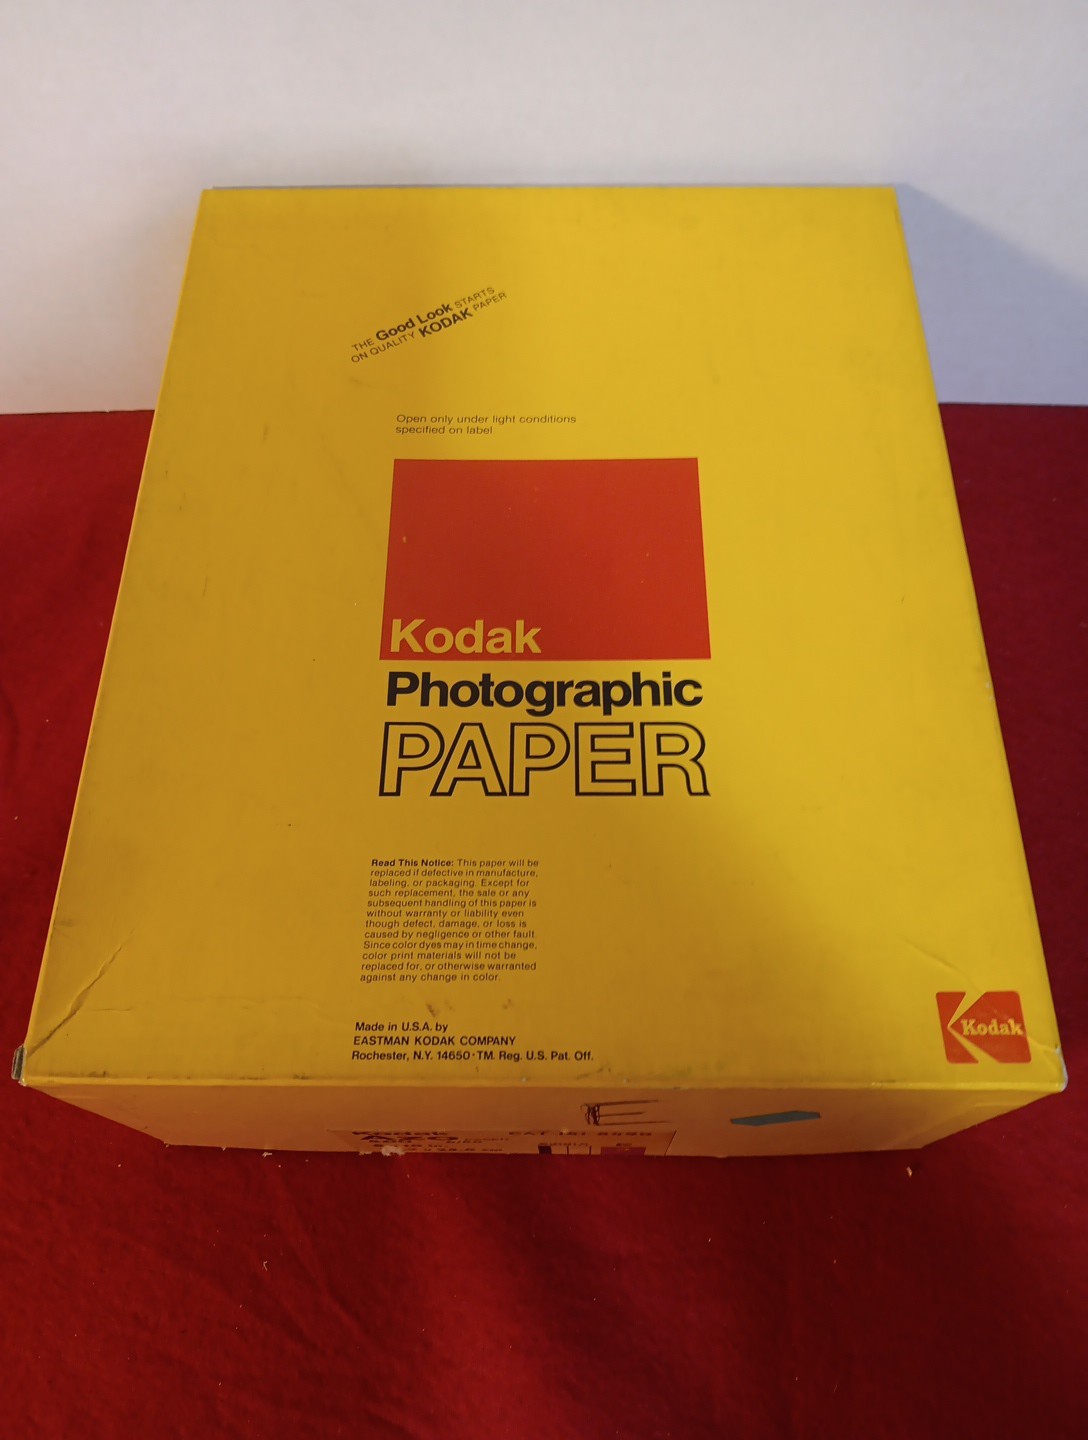 THE Good Look STARTS
ON QUALITY KODAK PAPER
Open only under light conditions
specified on label
Kodak
Photographic
PAPER
Read This Notice: This paper will be
replaced if defective in manufacture,
labeling, or packaging. Except for
such replacement, the sale or any
subsequent handling of this paper is
without warranty or liability even
though defect, damage, or loss is
caused by negligence or other fault.
Since color dyes may in time change,
color print materials will not be
replaced for, or otherwise warranted
against any change in color.
Made in U.S.A. by
EASTMAN KODAK COMPANY
Rochester, N.Y. 14650 · TM. Reg. U.S. Pat. Off.
Kodak
E
Kodak
AZO
CAT